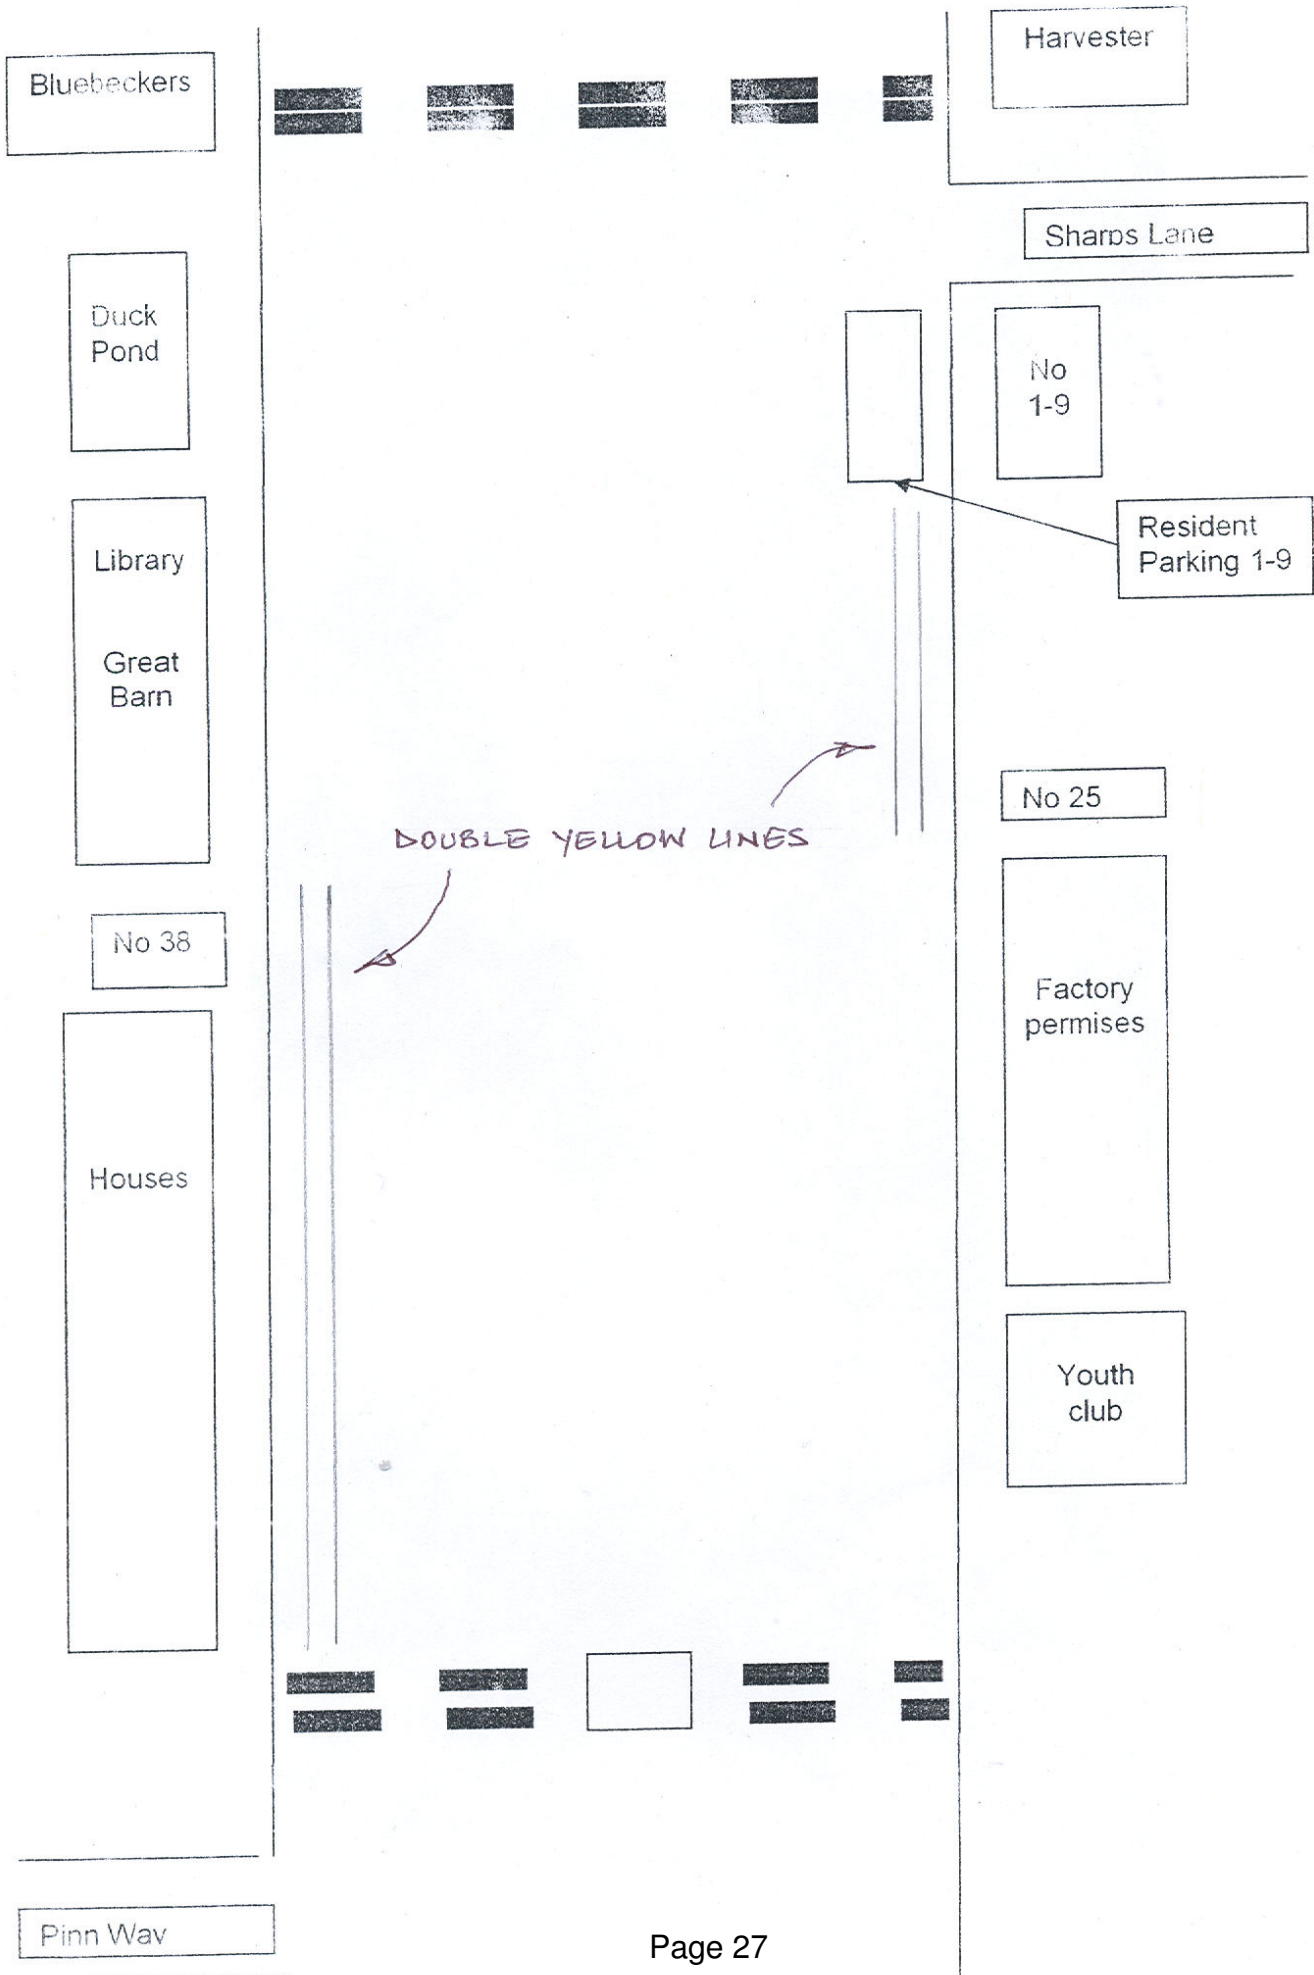 Harvester
Bluebeckers
Sharps Lane
Duck
Pond
No
1-9
Resident
Parking 1-9
Library
Great
Barn
No 25
DOUBLE YELLOW LINES
No 38
Factory
permises
Houses
Youth
club
Pinn Way
Page 27